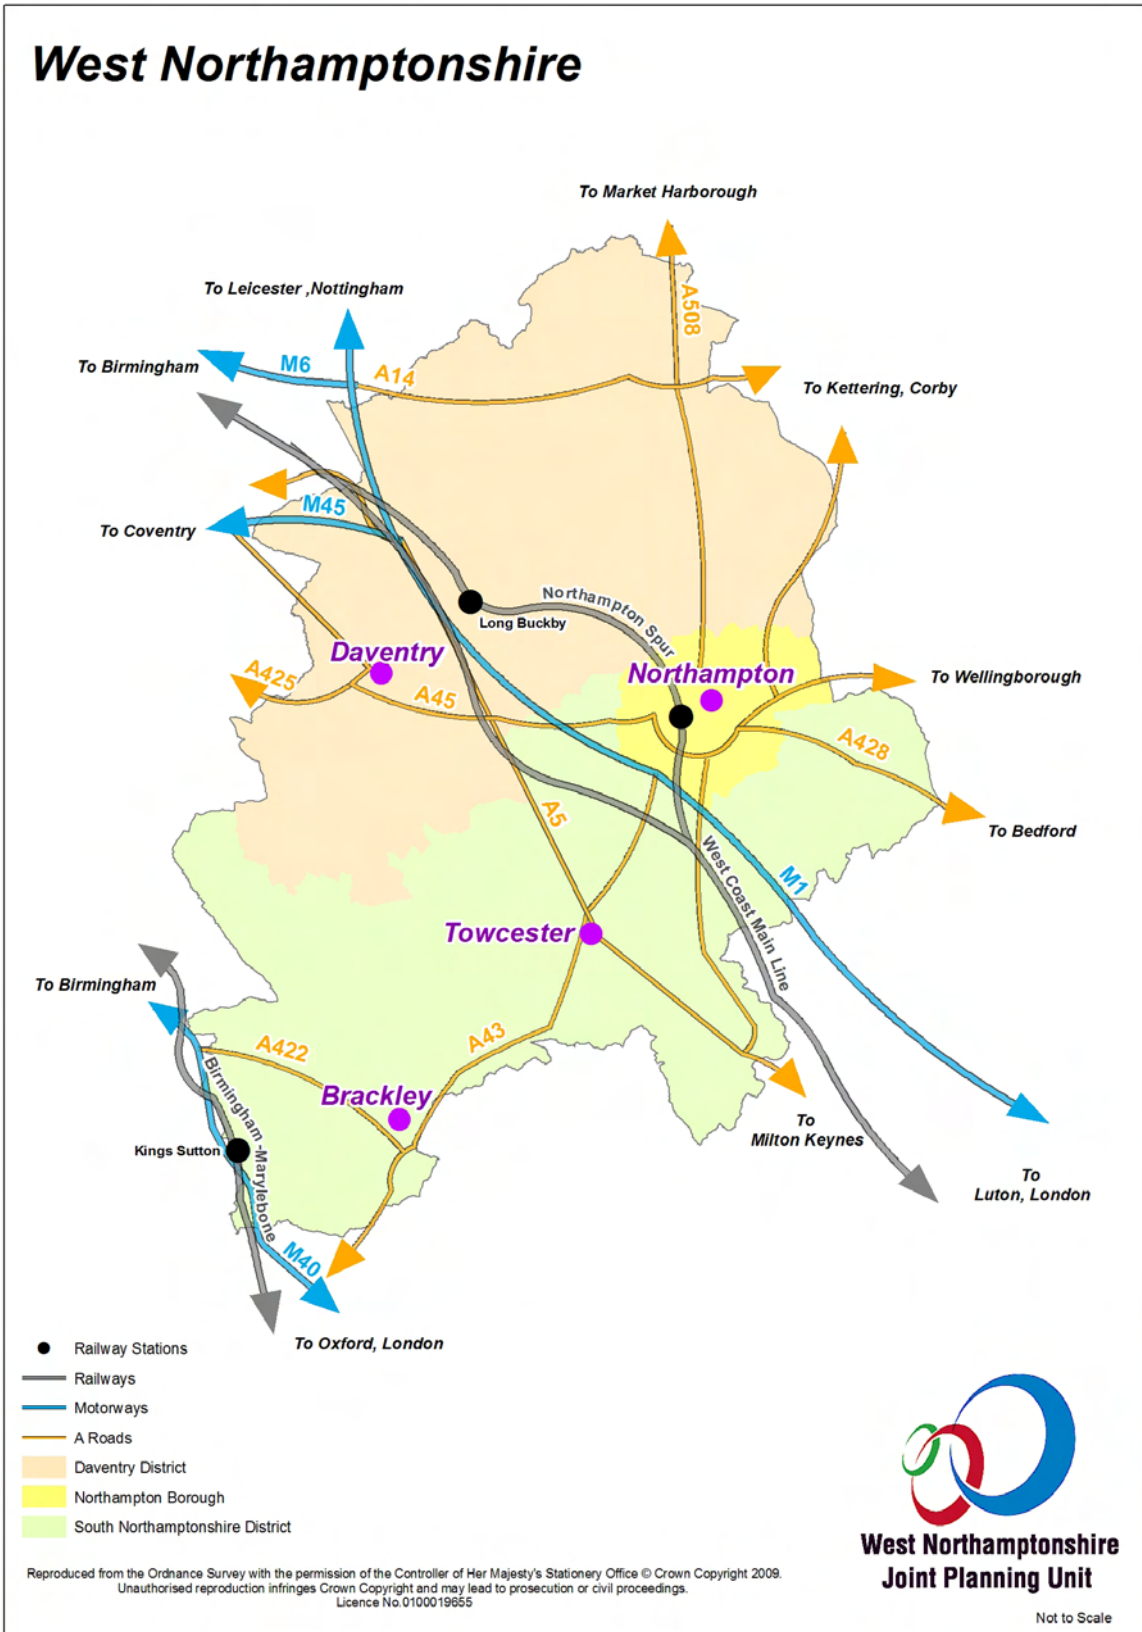 West Northamptonshire
To Market Harborough
A508
To Leicester ,Nottingham
To Birmingham
M6
A14
To Kettering, Corby
M45
To Coventry
Northampton Spur
Long Buckby
Daventry
Northampton
A425
A45
To Wellingborough
A428
A5
To Bedford
West Coast Main Line
M1
Towcester
To Birmingham
A422
A43
Birmingham -Marylebone
Brackley
Kings Sutton
To
Milton Keynes
To
Luton, London
M40
To Oxford, London
Railway Stations
Railways
Motorways
A Roads
Daventry District
Northampton Borough
South Northamptonshire District
West Northamptonshire
Joint Planning Unit
Reproduced from the Ordnance Survey with the permission of the Controller of Her Majesty's Stationery Office © Crown Copyright 2009.
Unauthorised reproduction infringes Crown Copyright and may lead to prosecution or civil proceedings.
Licence No.0100019655
Not to Scale